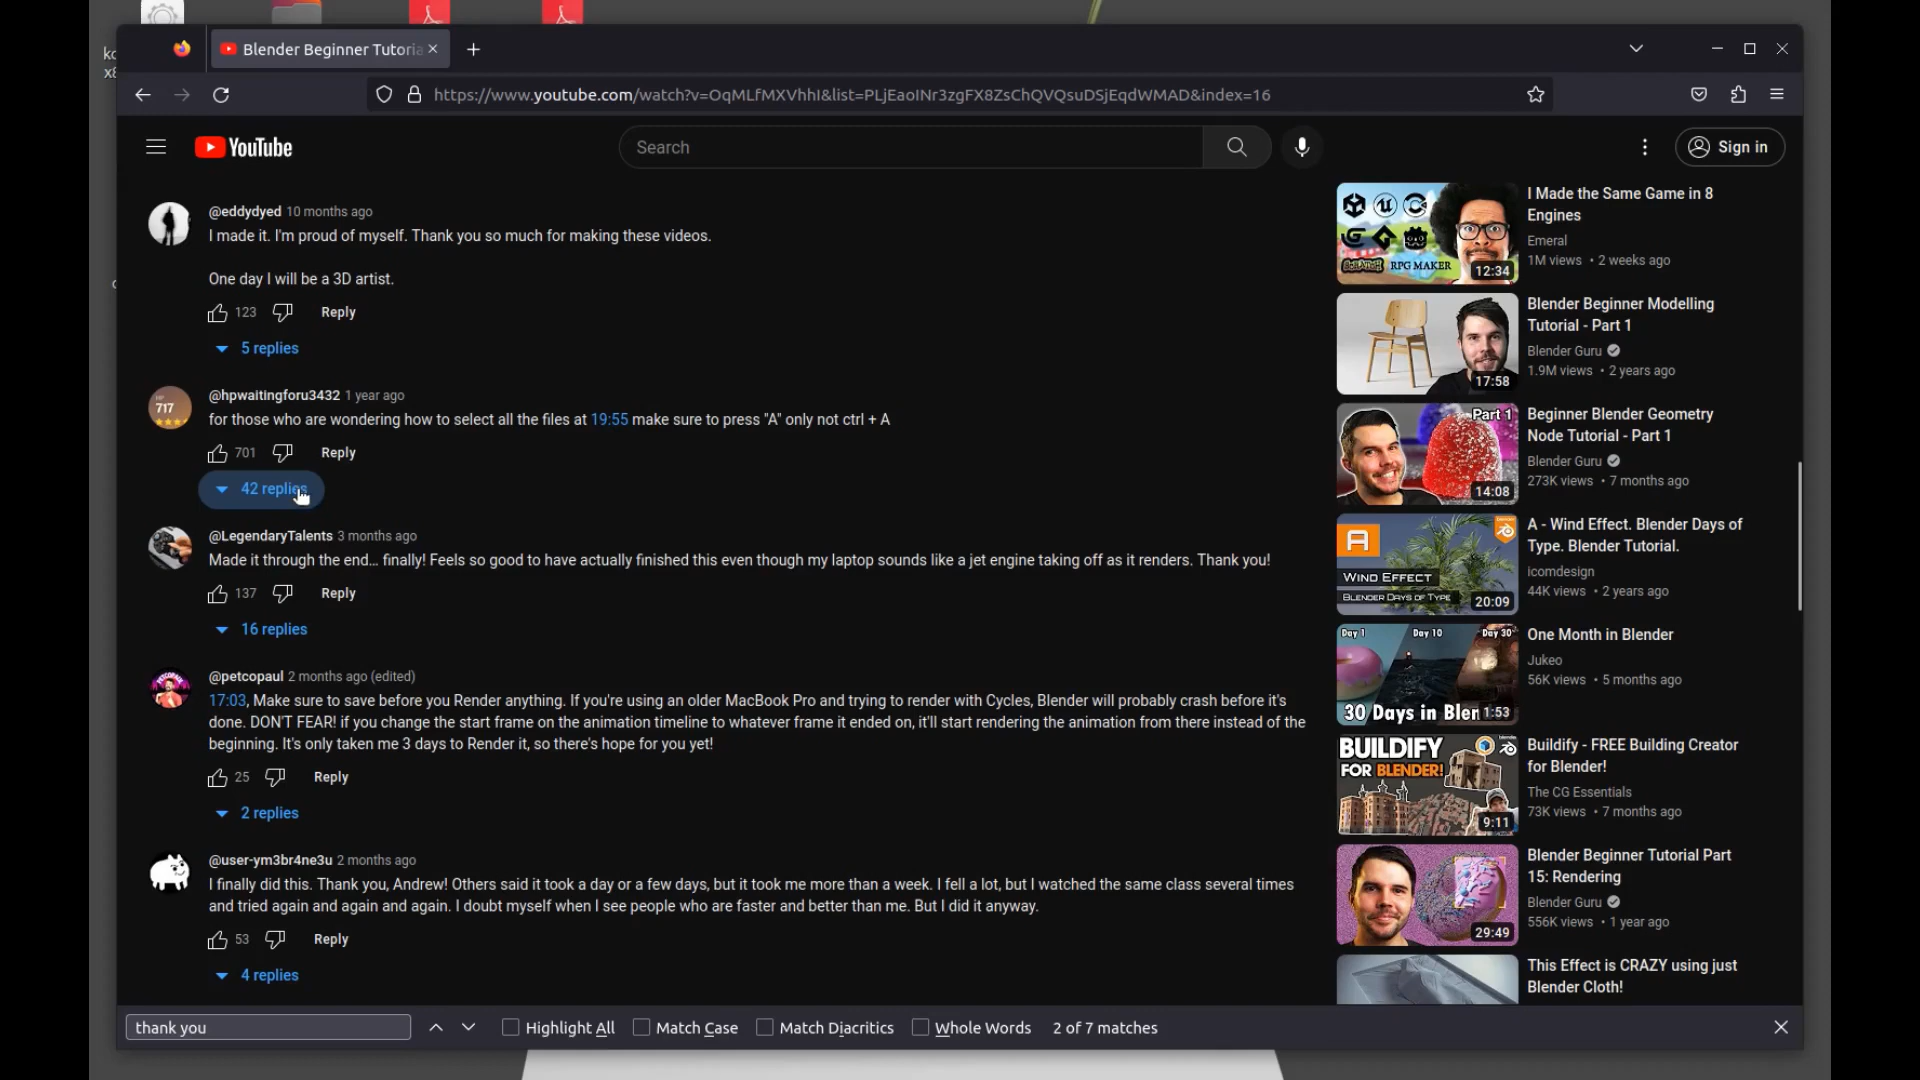 Blender Beginner Tutoria
https://www.youtube.com/watch?v=OqMLfMXVhhI&list=PLjEaoINr3zgFX8ZsChQVQsuDSjEqdWMAD&index=16
YouTube
Search
Sign in
@eddydyed 10 months ago
I made it. I'm proud of myself. Thank you so much for making these videos.
One day I will be a 3D artist.
123 Reply
5 replies
717
@hpwaitingforu3432 1 year ago
for those who are wondering how to select all the files at 19:55 make sure to press "A" only not ctrl + A
701 Reply
42 replies
@LegendaryTalents 3 months ago
Made it through the end… finally! Feels so good to have actually finished this even though my laptop sounds like a jet engine taking off as it renders. Thank you!
137 Reply
16 replies
@petcopaul 2 months ago (edited)
17:03, Make sure to save before you Render anything. If you're using an older MacBook Pro and trying to render with Cycles, Blender will probably crash before it's
done. DON'T FEAR! if you change the start frame on the animation timeline to whatever frame it ended on, it'll start rendering the animation from there instead of the
beginning. It's only taken me 3 days to Render it, so there's hope for you yet!
25 Reply
2 replies
@user-ym3br4ne3u 2 months ago
I finally did this. Thank you, Andrew! Others said it took a day or a few days, but it took me more than a week. I fell a lot, but I watched the same class several times
and tried again and again and again. I doubt myself when I see people who are faster and better than me. But I did it anyway.
53 Reply
4 replies
RPG MAKER
12:34
I Made the Same Game in 8
Engines
Emeral
1M views • 2 weeks ago
17:58
Blender Beginner Modelling
Tutorial - Part 1
Blender Guru
1.9M views • 2 years ago
Part 1
14:08
Beginner Blender Geometry
Node Tutorial - Part 1
Blender Guru
273K views • 7 months ago
A
WIND EFFECT
BLENDER DAYS OF TYPE
20:09
A - Wind Effect. Blender Days of
Type. Blender Tutorial.
icomdesign
44K views • 2 years ago
Day 1 Day 10 Day 30
30 Days in Blen
1:53
One Month in Blender
Jukeo
56K views • 5 months ago
BUILDIFY
FOR BLENDER!
9:11
Buildify - FREE Building Creator
for Blender!
The CG Essentials
73K views • 7 months ago
29:49
Blender Beginner Tutorial Part
15: Rendering
Blender Guru
556K views • 1 year ago
This Effect is CRAZY using just
Blender Cloth!
thank you
Highlight All
Match Case
Match Diacritics
Whole Words
2 of 7 matches